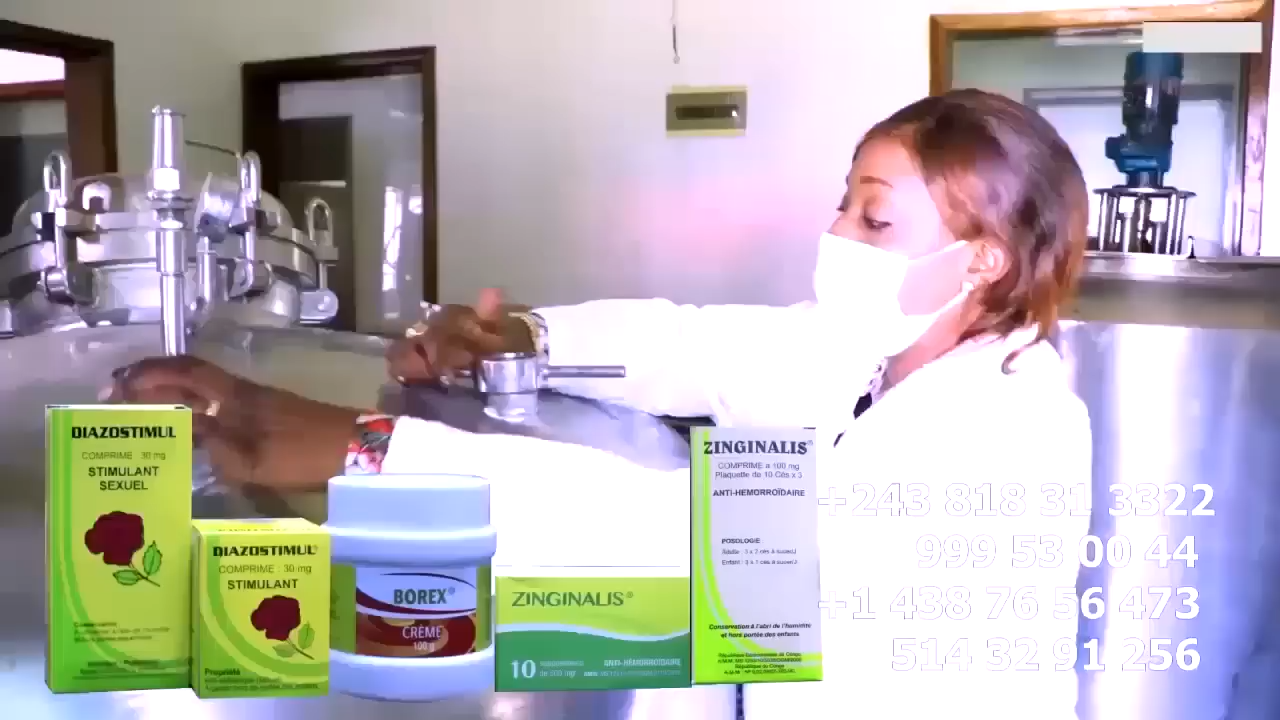 DIAZOSTIMUL
COMPRIME : 30 mg
STIMULANT
SEXUEL
DIAZOSTIMUL®
COMPRIME : 30 mg
STIMULANT
Propriété
BOREX®
CRÈME
100 g
ZINGINALIS®
10
ANTI-HÉMORROÏDAIRE
ZINGINALIS®
COMPRIME a 100 mg
Plaquette de 10 Cés x 3
ANTI-HEMORROÏDAIRE
POSOLOGIE
Conservation à l'abri de l'humidité
et hors portée des enfants
+243 818 31 3322
999 53 00 44
+1 438 76 56 473
514 32 91 256